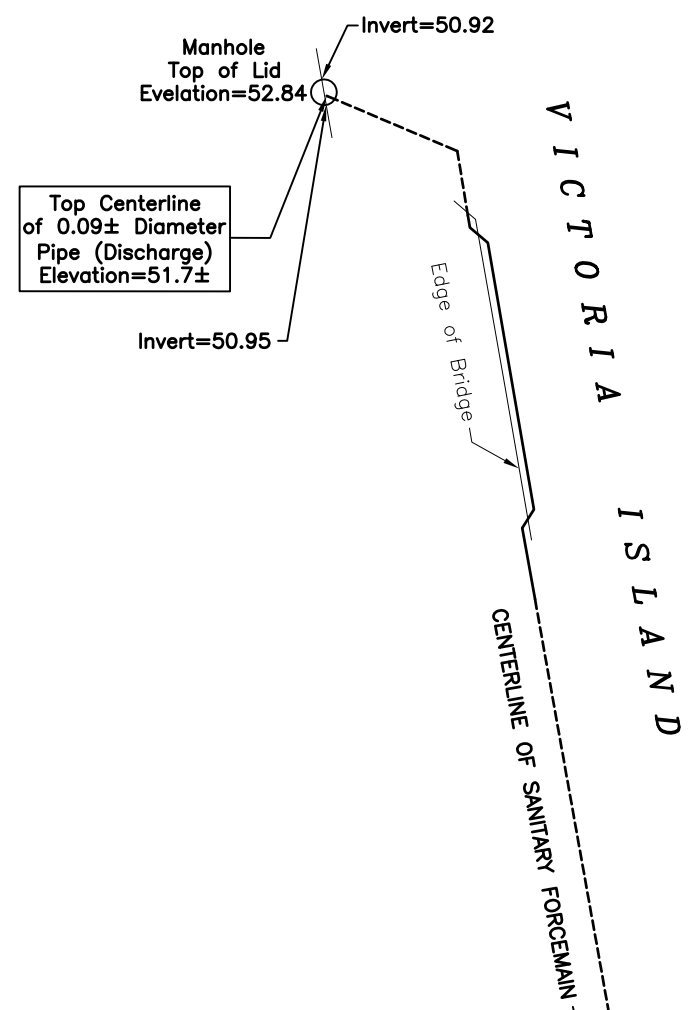 Invert=50.92
Manhole
Top of Lid
Evelation=52.84
Top Centerline
of 0.09± Diameter
Pipe (Discharge)
Elevation=51.7±
Invert=50.95
Edge of Bridge
VICTORIA ISLAND
CENTERLINE OF SANITARY FORCEMAIN